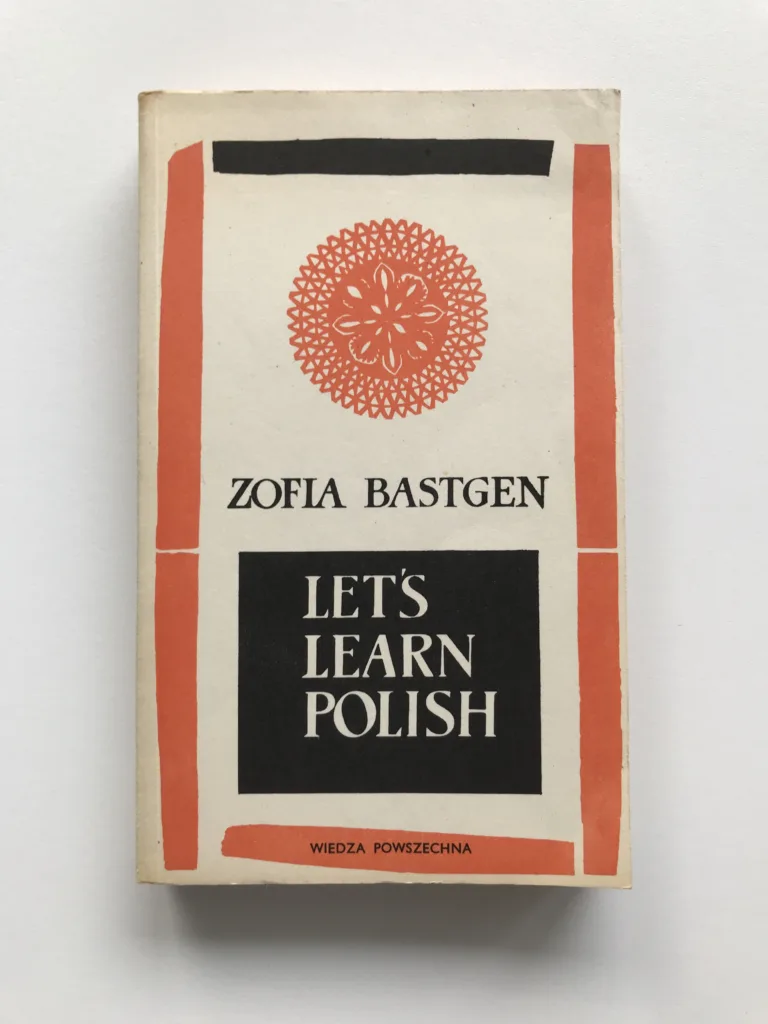 ZOFIA BASTGEN
LET'S
LEARN
POLISH
WIEDZA POWSZECHNA